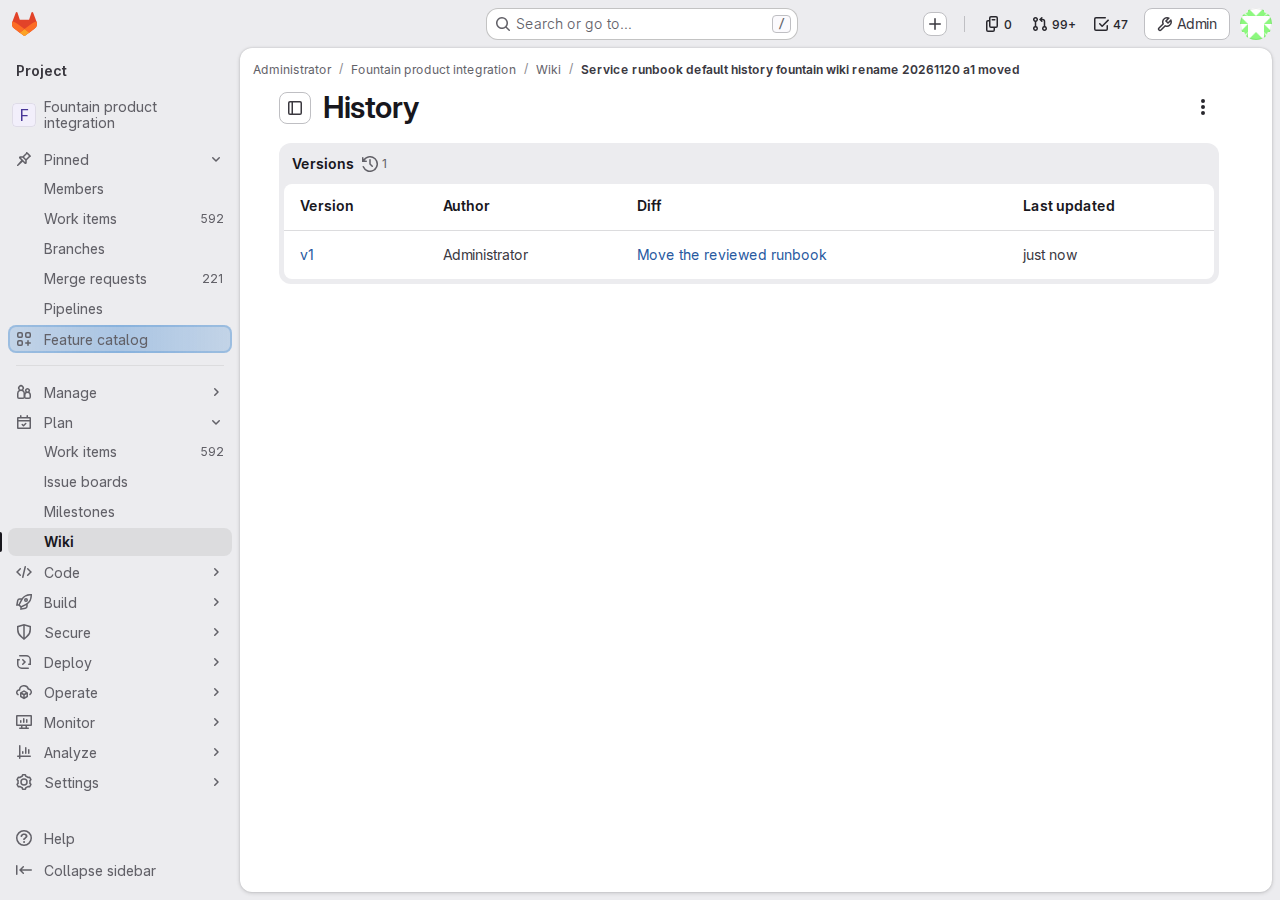 Search or go to...
/
0
99+
47
Admin
Project
F
Fountain product
integration
Pinned
Members
Work items 592
Branches
Merge requests 221
Pipelines
Feature catalog
Manage
Plan
Work items 592
Issue boards
Milestones
Wiki
Code
Build
Secure
Deploy
Operate
Monitor
Analyze
Settings
Help
Collapse sidebar
Administrator / Fountain product integration / Wiki / Service runbook default history fountain wiki rename 20261120 a1 moved
History
Versions 1
Version Author Diff Last updated
v1 Administrator Move the reviewed runbook just now